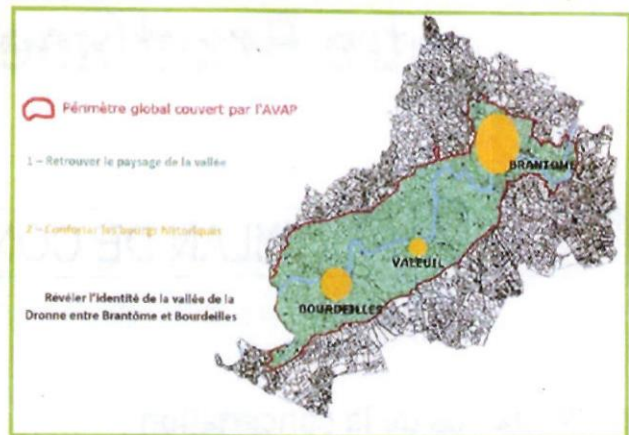 Périmètre global couvert par l'AVAP
1 – Retrouver le paysage de la vallée
2 – Conforter les bourgs historiques
Révéler l'identité de la vallée de la
Dronne entre Brantôme et Bourdeilles
BRANTOME
VALEUIL
BOURDEILLES